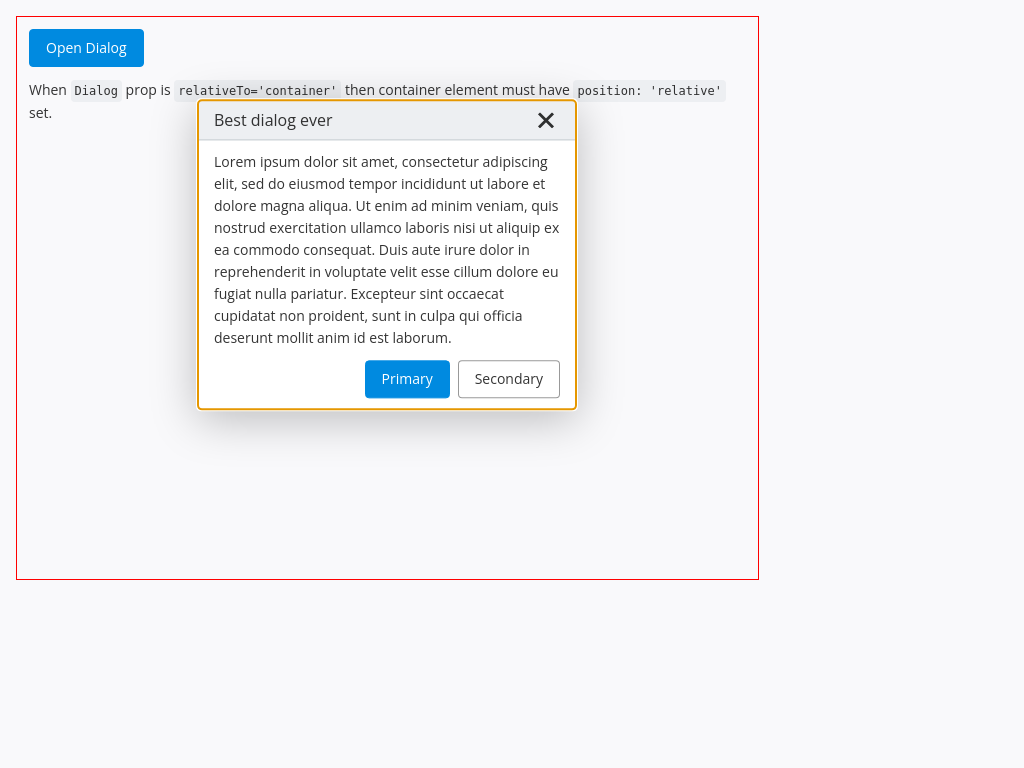 Open Dialog
When Dialog prop is relativeTo='container' then container element must have position: 'relative'
set.
Best dialog ever
Lorem ipsum dolor sit amet, consectetur adipiscing
elit, sed do eiusmod tempor incididunt ut labore et
dolore magna aliqua. Ut enim ad minim veniam, quis
nostrud exercitation ullamco laboris nisi ut aliquip ex
ea commodo consequat. Duis aute irure dolor in
reprehenderit in voluptate velit esse cillum dolore eu
fugiat nulla pariatur. Excepteur sint occaecat
cupidatat non proident, sunt in culpa qui officia
deserunt mollit anim id est laborum.
Primary Secondary